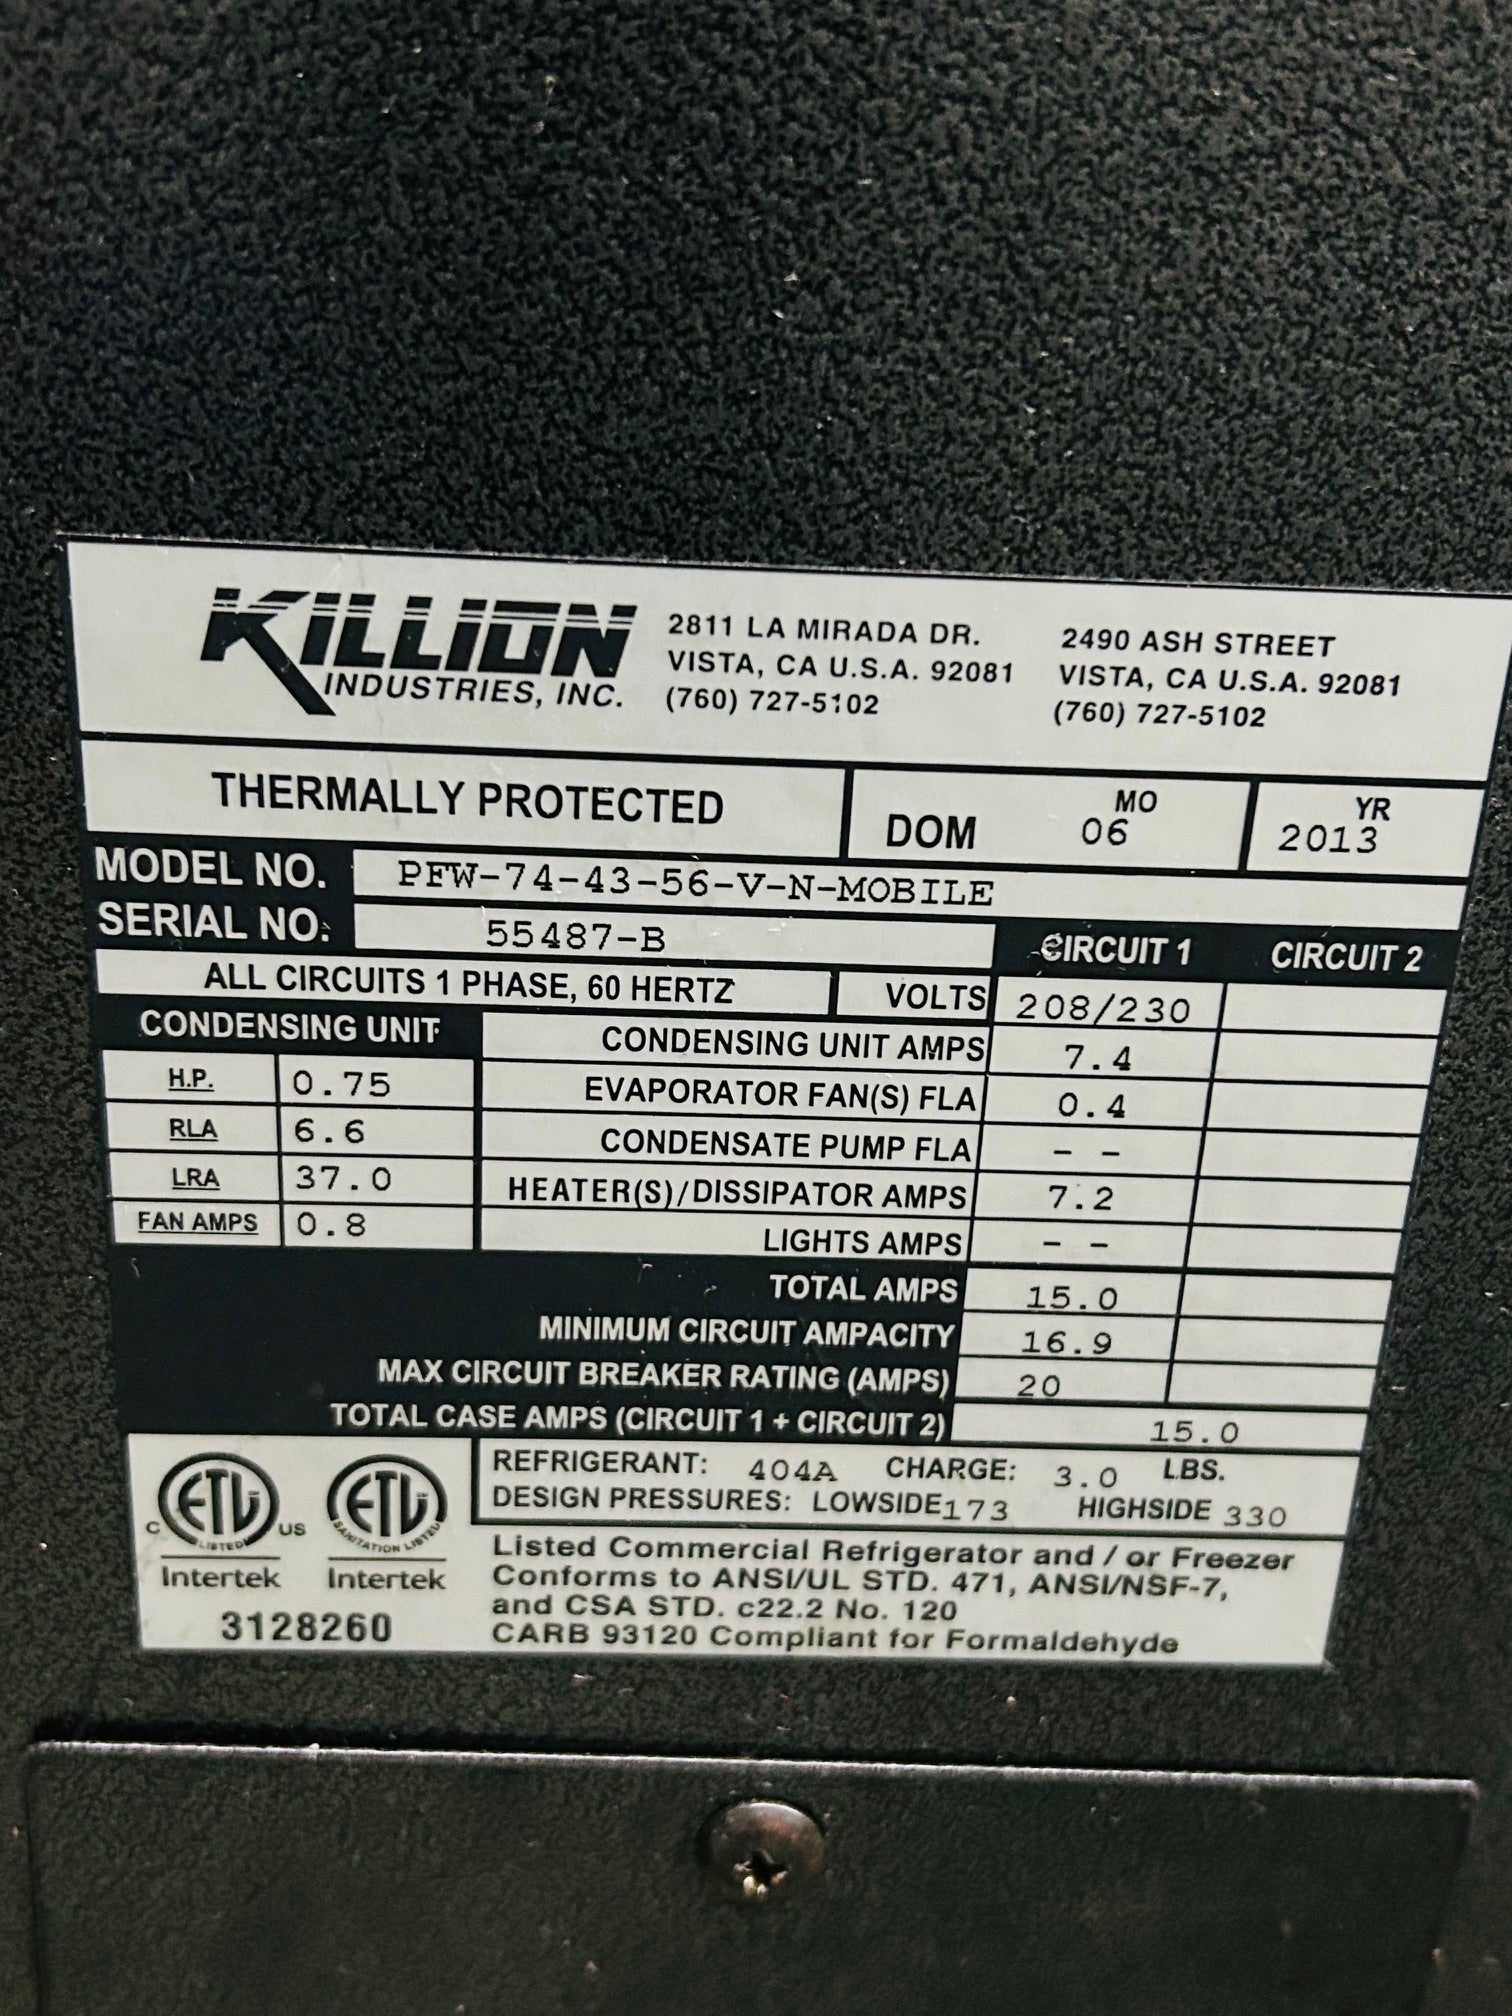 KILLION
INDUSTRIES, INC.
2811 LA MIRADA DR.
VISTA, CA U.S.A. 92081
(760) 727-5102
2490 ASH STREET
VISTA, CA U.S.A. 92081
(760) 727-5102
THERMALLY PROTECTED
DOM MO 06 YR 2013
MODEL NO. PFW-74-43-56-V-N-MOBILE
SERIAL NO. 55487-B
CIRCUIT 1 CIRCUIT 2
ALL CIRCUITS 1 PHASE, 60 HERTZ VOLTS 208/230
CONDENSING UNIT
H.P. 0.75
RLA 6.6
LRA 37.0
FAN AMPS 0.8
CONDENSING UNIT AMPS 7.4
EVAPORATOR FAN(S) FLA 0.4
CONDENSATE PUMP FLA - -
HEATER(S)/DISSIPATOR AMPS 7.2
LIGHTS AMPS - -
TOTAL AMPS 15.0
MINIMUM CIRCUIT AMPACITY 16.9
MAX CIRCUIT BREAKER RATING (AMPS) 20
TOTAL CASE AMPS (CIRCUIT 1 + CIRCUIT 2) 15.0
REFRIGERANT: 404A CHARGE: 3.0 LBS.
DESIGN PRESSURES: LOWSIDE 173 HIGHSIDE 330
C ETL US
LISTED
Intertek
ETL
SANITATION LISTED
Intertek
3128260
Listed Commercial Refrigerator and / or Freezer
Conforms to ANSI/UL STD. 471, ANSI/NSF-7,
and CSA STD. c22.2 No. 120
CARB 93120 Compliant for Formaldehyde